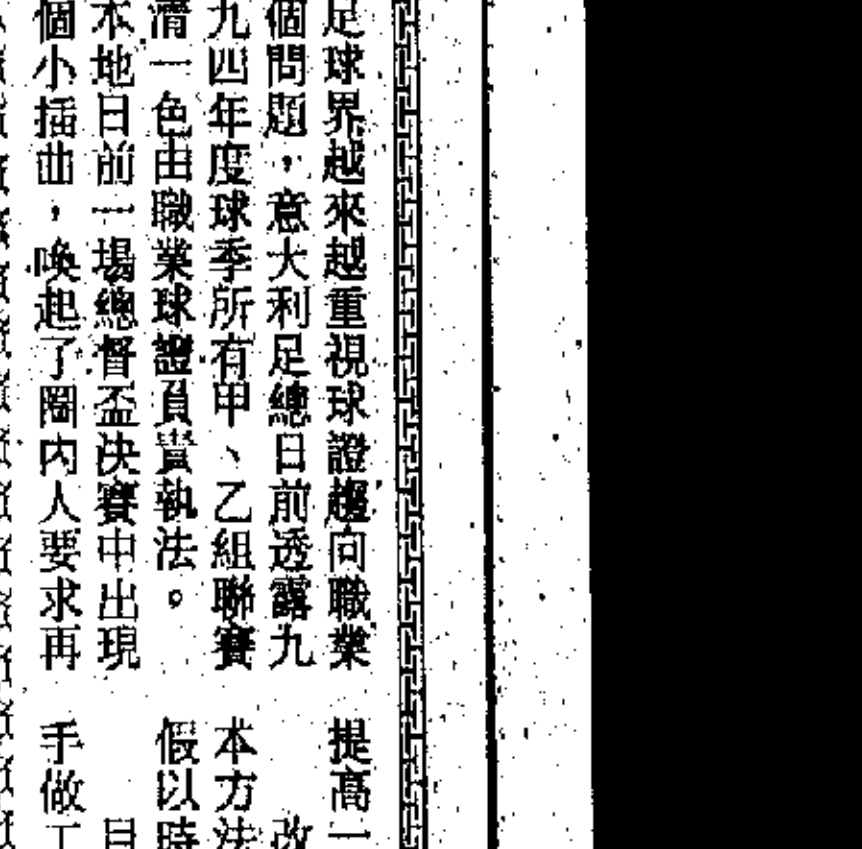 足球界越來越重視球證趨向職業
個問題，意大利足總日前透露九
九四年度球季所有甲、乙組聯賽
清一色由職業球證負責執法。
本地日前一場總督盃決賽中出現
個小插曲，喚起了圈內人要求再
提高一
改
本方法
假以時
目
手做工